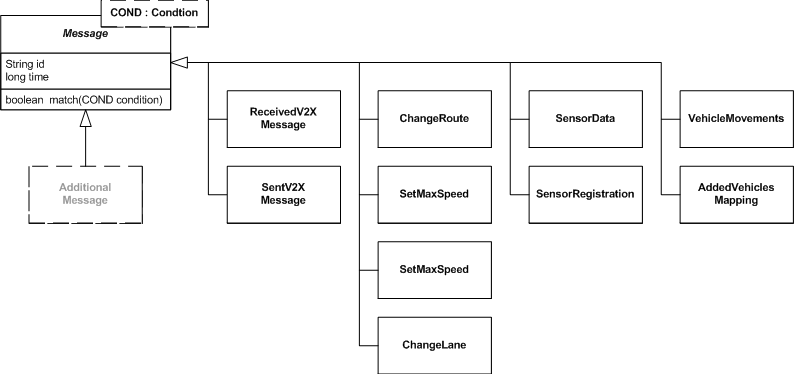 COND : Condtion
Message
String id
long time
boolean match(COND condition)
Additional
Message
ReceivedV2X
Message
SentV2X
Message
ChangeRoute
SetMaxSpeed
SetMaxSpeed
ChangeLane
SensorData
SensorRegistration
VehicleMovements
AddedVehicles
Mapping